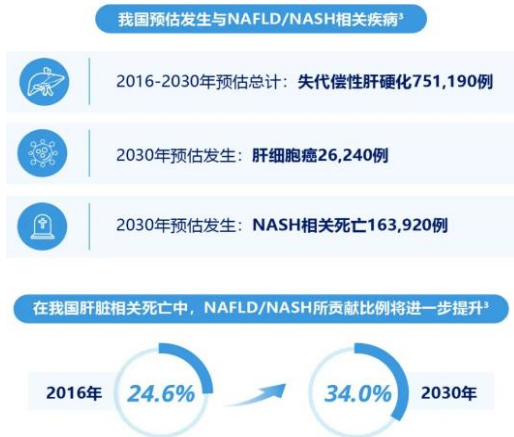 我国预估发生与NAFLD/NASH相关疾病³
2016-2030年预估总计：失代偿性肝硬化751,190例
2030年预估发生：肝细胞癌26,240例
2030年预估发生：NASH相关死亡163,920例
在我国肝脏相关死亡中，NAFLD/NASH所贡献比例将进一步提升³
2016年 24.6% 34.0% 2030年